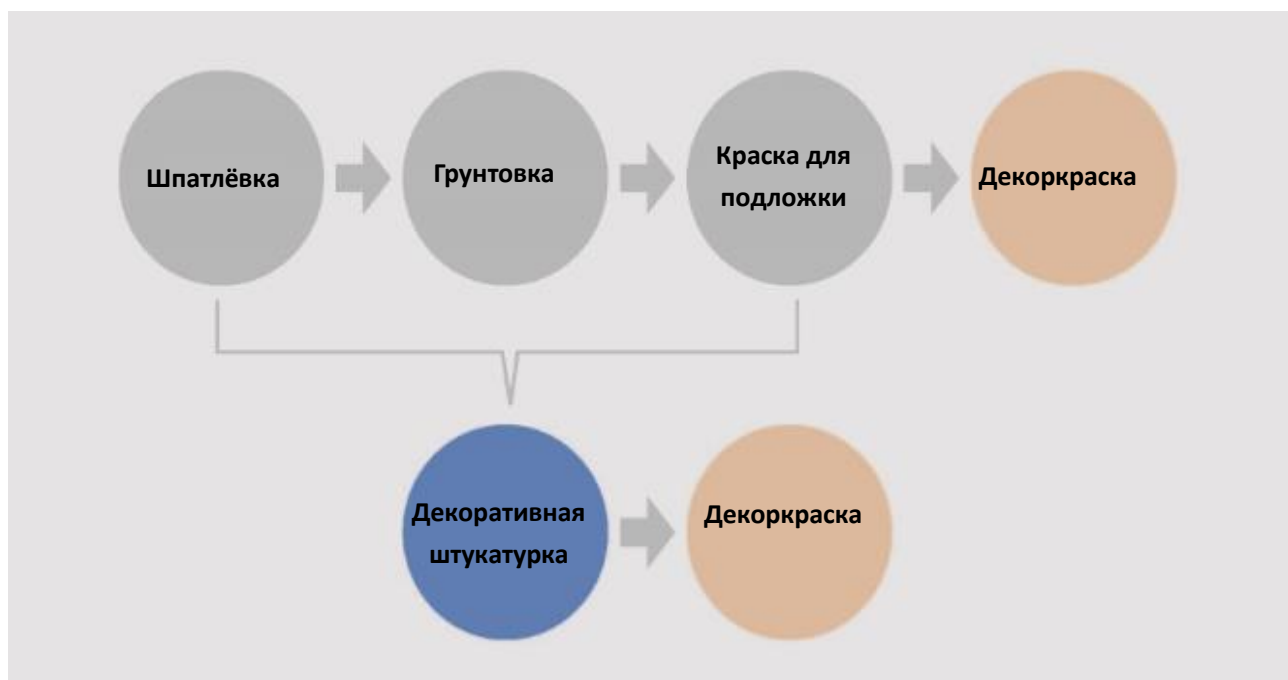 Шпатлёвка
Грунтовка
Краска для
подложки
Декоркраска
Декоративная
штукатурка
Декоркраска